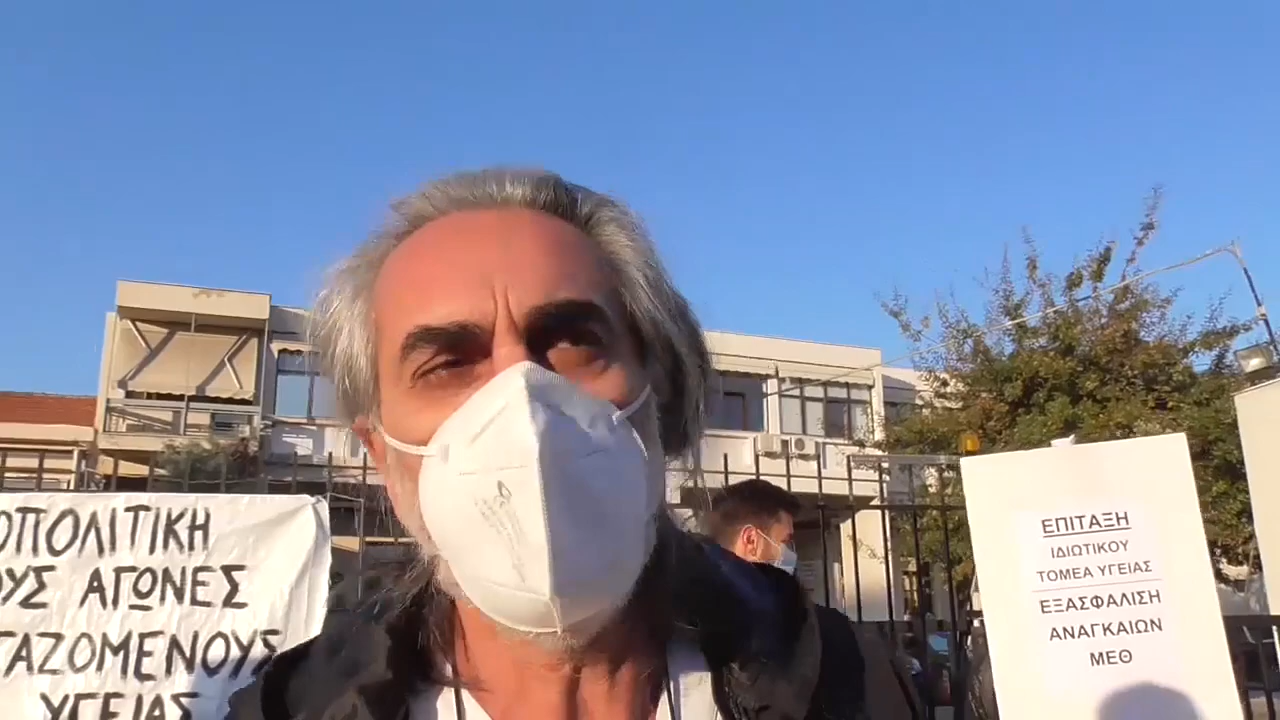 ΟΠΟΛΙΤΙΚΗ
ΟΥΣ ΑΓΩΝΕΣ
ΓΑΖΟΜΕΝΟΥΣ
ΥΓΕΙΑΣ
ΕΠΙΤΑΞΗ
ΙΔΙΩΤΙΚΟΥ
ΤΟΜΕΑ ΥΓΕΙΑΣ
ΕΞΑΣΦΑΛΙΣΗ
ΑΝΑΓΚΑΙΩΝ
ΜΕΘ